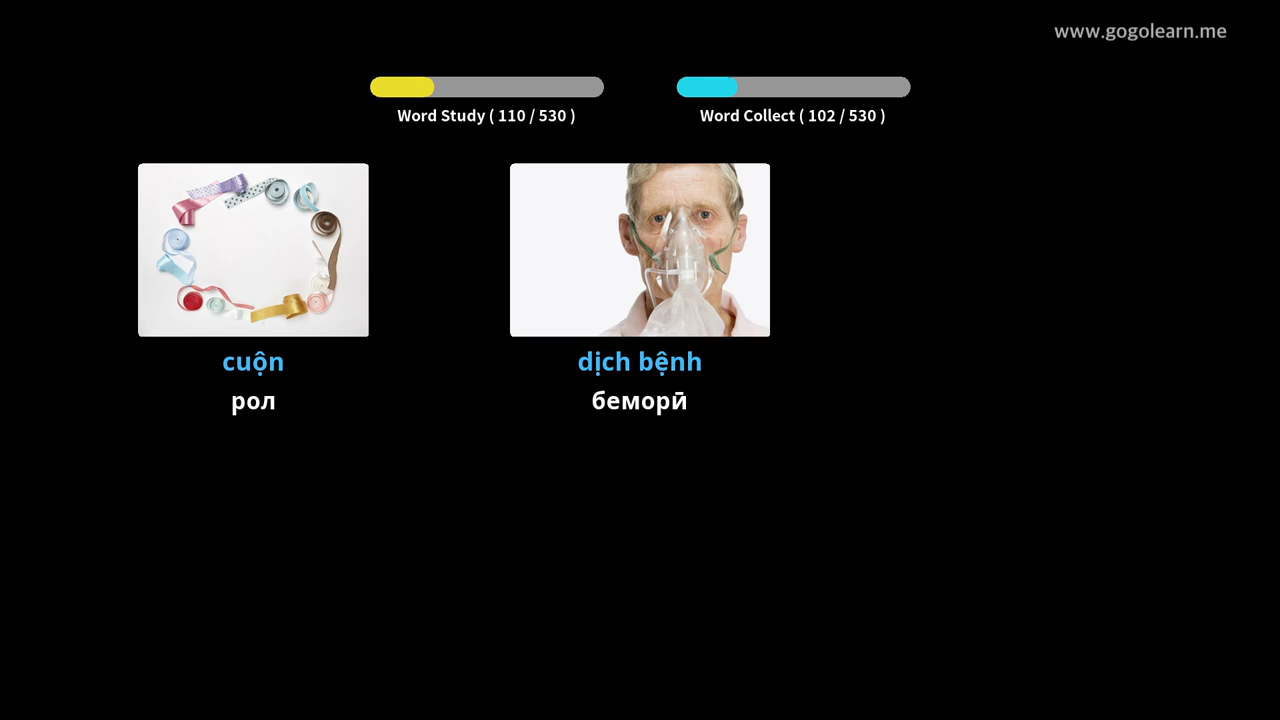 www.gogolearn.me
Word Study ( 110 / 530 )
Word Collect ( 102 / 530 )
cuộn
рол
dịch bệnh
беморӣ